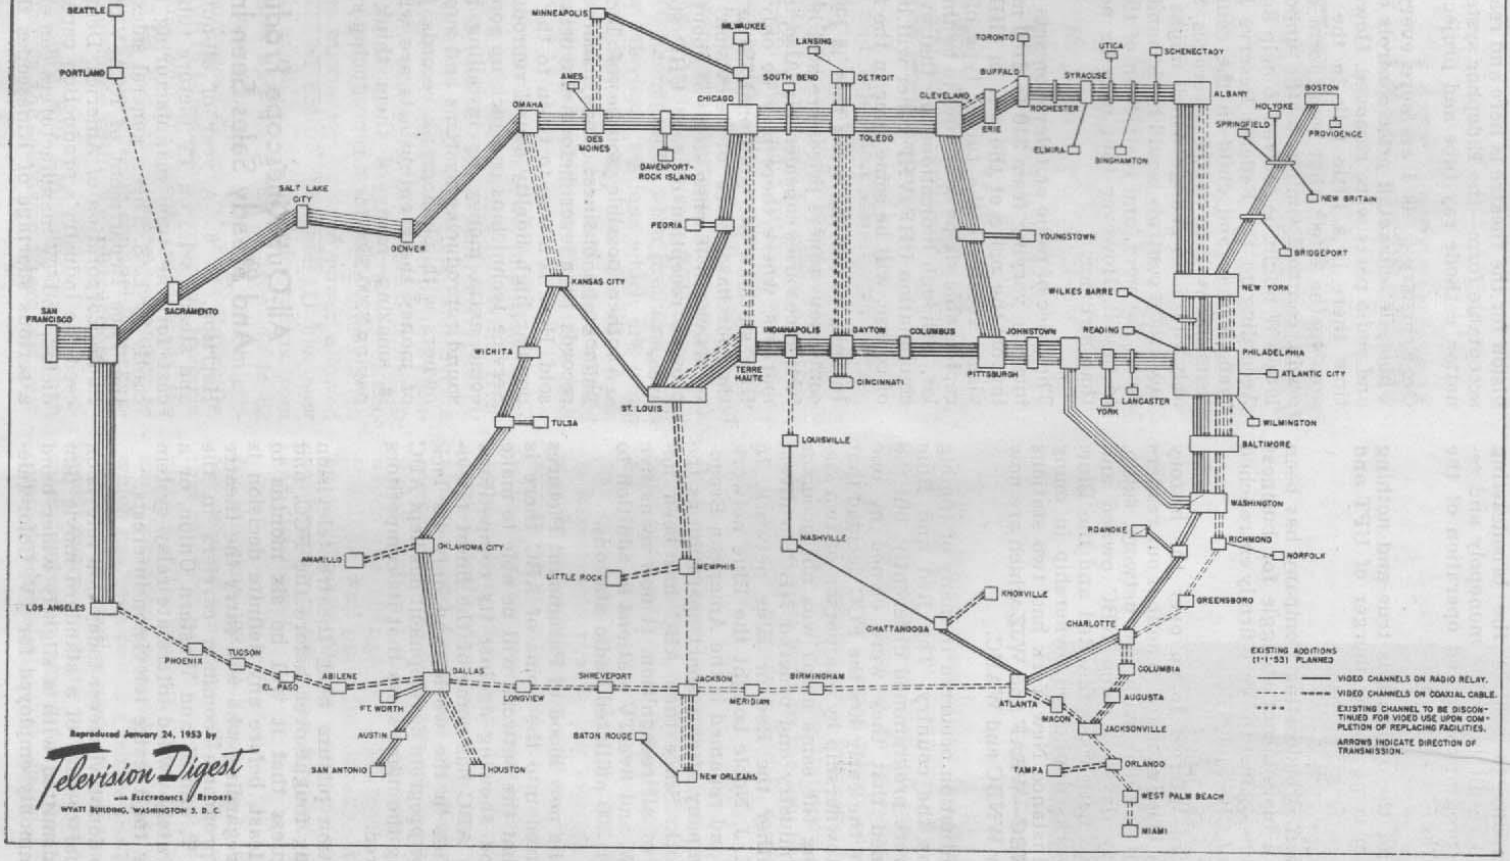 SEATTLE
MINNEAPOLIS
MILWAUKEE
TORONTO
LANSING
UTICA
SCHENECTADY
PORTLAND
AMES
SOUTH BEND
DETROIT
BUFFALO
SYRACUSE
BOSTON
OMAHA
CHICAGO
CLEVELAND
ALBANY
HOLYOKE
ROCHESTER
SPRINGFIELD
ERIE
PROVIDENCE
DES
MOINES
TOLEDO
ELMIRA
BINGHAMTON
DAVENPORT-
ROCK ISLAND
SALT LAKE
CITY
NEW BRITAIN
PEORIA
YOUNGSTOWN
DENVER
BRIDGEPORT
KANSAS CITY
NEW YORK
WILKES BARRE
SAN
FRANCISCO
SACRAMENTO
INDIANAPOLIS
DAYTON
COLUMBUS
JOHNSTOWN
READING
WICHITA
PHILADELPHIA
TERRE
HAUTE
PITTSBURGH
ATLANTIC CITY
CINCINNATI
LANCASTER
YORK
ST. LOUIS
TULSA
WILMINGTON
LOUISVILLE
BALTIMORE
WASHINGTON
ROANOKE
NASHVILLE
RICHMOND
OKLAHOMA CITY
NORFOLK
AMARILLO
MEMPHIS
LITTLE ROCK
KNOXVILLE
GREENSBORO
LOS ANGELES
CHATTANOOGA
CHARLOTTE
PHOENIX
TUCSON
EL PASO
ABILENE
DALLAS
SHREVEPORT
JACKSON
BIRMINGHAM
COLUMBIA
LONGVIEW
MERIDIAN
FT. WORTH
ATLANTA
AUGUSTA
MACON
AUSTIN
BATON ROUGE
JACKSONVILLE
SAN ANTONIO
HOUSTON
NEW ORLEANS
TAMPA
ORLANDO
WEST PALM BEACH
MIAMI
EXISTING ADDITIONS
(1-1-53) PLANNED
VIDEO CHANNELS ON RADIO RELAY.
VIDEO CHANNELS ON COAXIAL CABLE.
EXISTING CHANNEL TO BE DISCON-
TINUED FOR VIDEO USE UPON COM-
PLETION OF REPLACING FACILITIES.
ARROWS INDICATE DIRECTION OF
TRANSMISSION.
Reproduced January 24, 1953 by
Television Digest
with ELECTRONICS REPORTS
WYATT BUILDING, WASHINGTON 5, D. C.